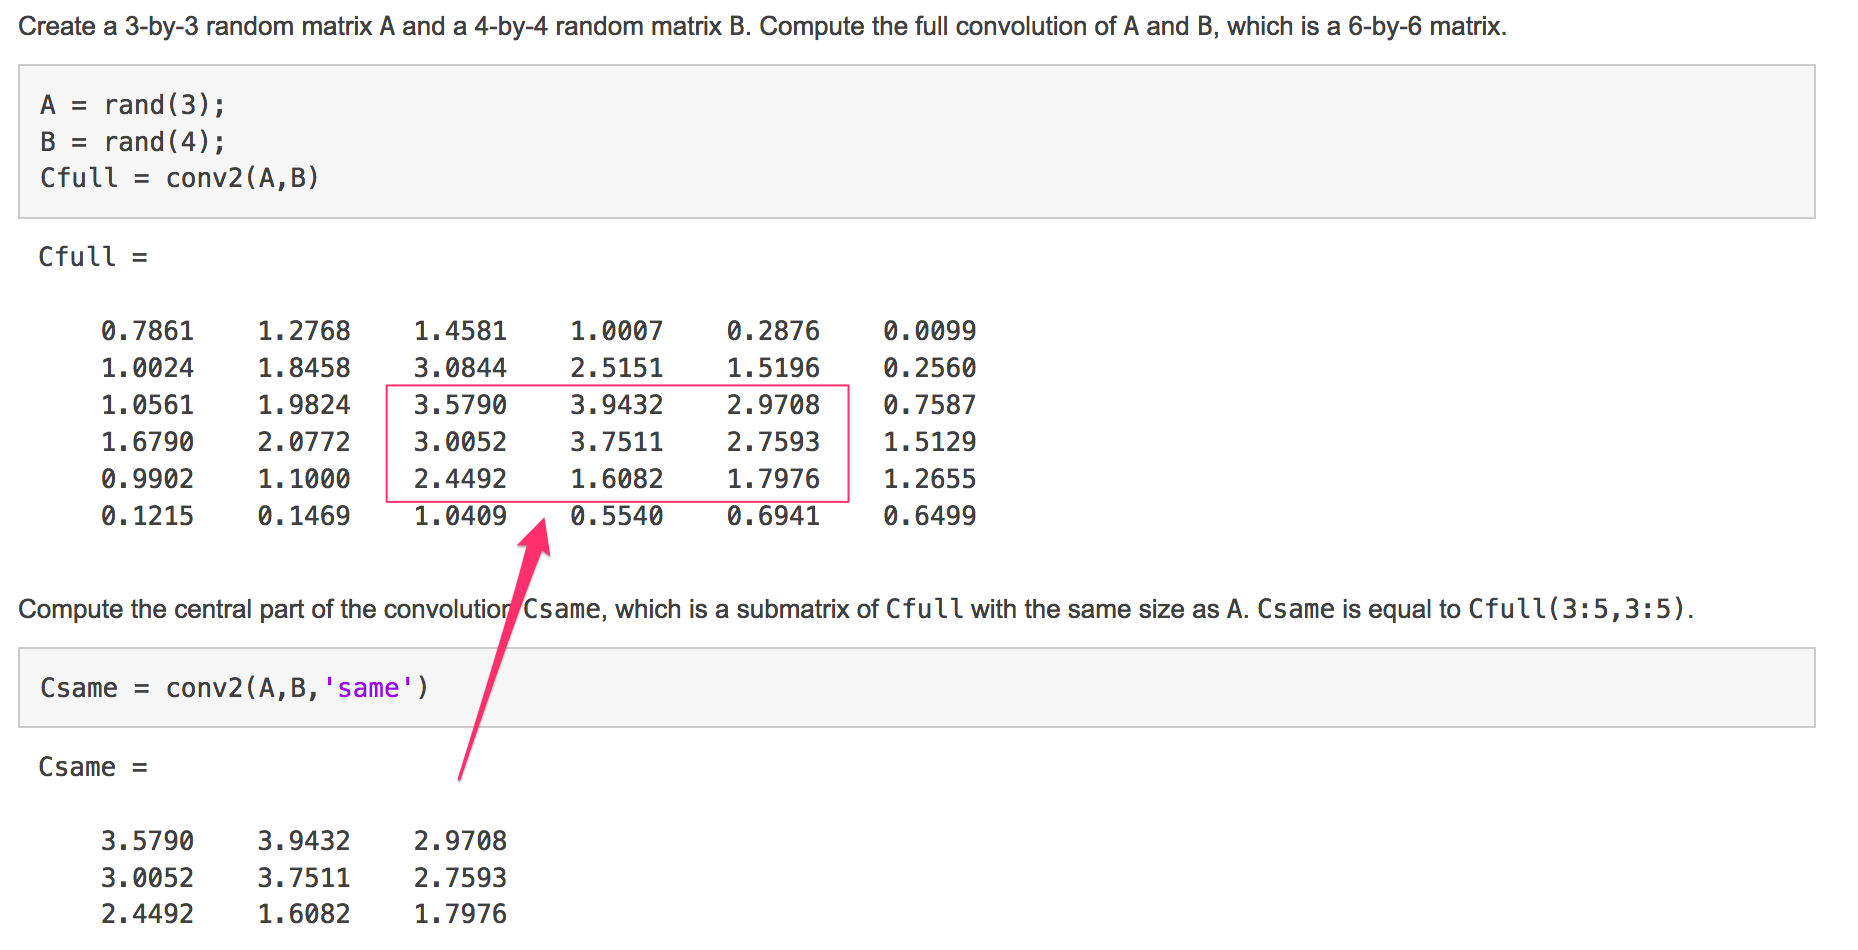 Create a 3-by-3 random matrix A and a 4-by-4 random matrix B. Compute the full convolution of A and B, which is a 6-by-6 matrix.
A = rand(3);
B = rand(4);
Cfull = conv2(A,B)
Cfull =
0.7861 1.2768 1.4581 1.0007 0.2876 0.0099
1.0024 1.8458 3.0844 2.5151 1.5196 0.2560
1.0561 1.9824 3.5790 3.9432 2.9708 0.7587
1.6790 2.0772 3.0052 3.7511 2.7593 1.5129
0.9902 1.1000 2.4492 1.6082 1.7976 1.2655
0.1215 0.1469 1.0409 0.5540 0.6941 0.6499
Compute the central part of the convolution Csame, which is a submatrix of Cfull with the same size as A. Csame is equal to Cfull(3:5,3:5).
Csame = conv2(A,B,'same')
Csame =
3.5790 3.9432 2.9708
3.0052 3.7511 2.7593
2.4492 1.6082 1.7976